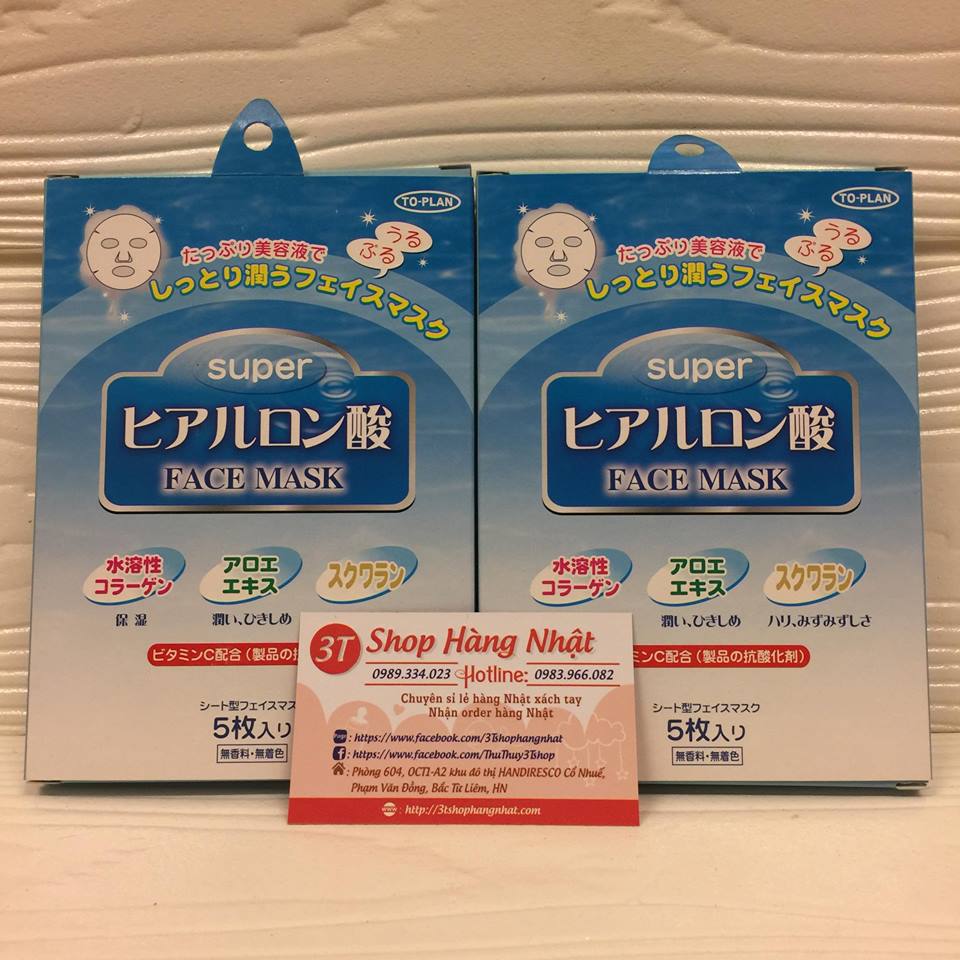 TO-PLAN
たっぷり美容液で
しっとり潤うフェイスマスク
うる
ぷる
super
ヒアルロン酸
FACE MASK
水溶性
コラーゲン
保湿
アロエ
エキス
潤い、ひきしめ
スクワラン
ビタミンC配合(製品の抗
シート型フェイスマス
5枚入り
無香料・無着色
TO-PLAN
たっぷり美容液で
しっとり潤うフェイスマスク
うる
ぷる
super
ヒアルロン酸
FACE MASK
水溶性
コラーゲン
アロエ
エキス
潤い、ひきしめ
スクワラン
ハリ、みずみずしさ
ミンC配合(製品の抗酸化剤)
シート型フェイスマスク
5枚入り
無香料・無着色
3T Shop Hàng Nhật
0989.334.023 Hotline: 0983.966.082
Chuyên sỉ lẻ hàng Nhật xách tay
Nhận order hàng Nhật
Page : https://www.facebook.com/3Tshophangnhat
f : https://www.facebook.com/ThuThuy3Tshop
: Phòng 604, OCT1-A2 khu đô thị HANDIRESCO Cổ Nhuế,
Phạm Văn Đồng, Bắc Từ Liêm, HN
www : http://3tshophangnhat.com